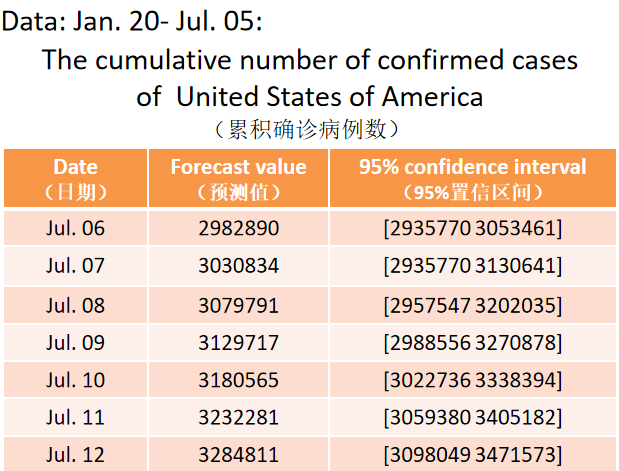 Data: Jan. 20- Jul. 05:
The cumulative number of confirmed cases
of United States of America
（累积确诊病例数）
Date Forecast value 95% confidence interval
（日期） （预测值） （95%置信区间）
Jul. 06 2982890 [2935770 3053461]
Jul. 07 3030834 [2935770 3130641]
Jul. 08 3079791 [2957547 3202035]
Jul. 09 3129717 [2988556 3270878]
Jul. 10 3180565 [3022736 3338394]
Jul. 11 3232281 [3059380 3405182]
Jul. 12 3284811 [3098049 3471573]